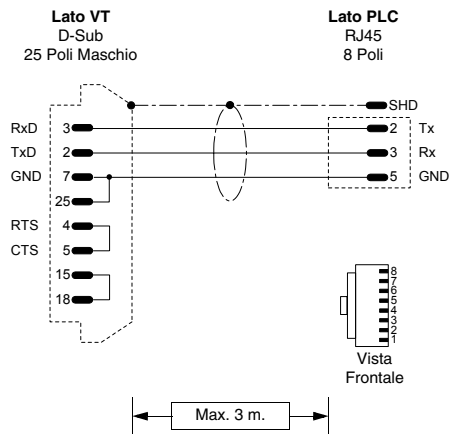 Lato VT
D-Sub
25 Poli Maschio
Lato PLC
RJ45
8 Poli
SHD
RxD 3 2 Tx
TxD 2 3 Rx
GND 7 5 GND
25
RTS 4
CTS 5
15
18
8
7
6
5
4
3
2
1
Vista
Frontale
Max. 3 m.